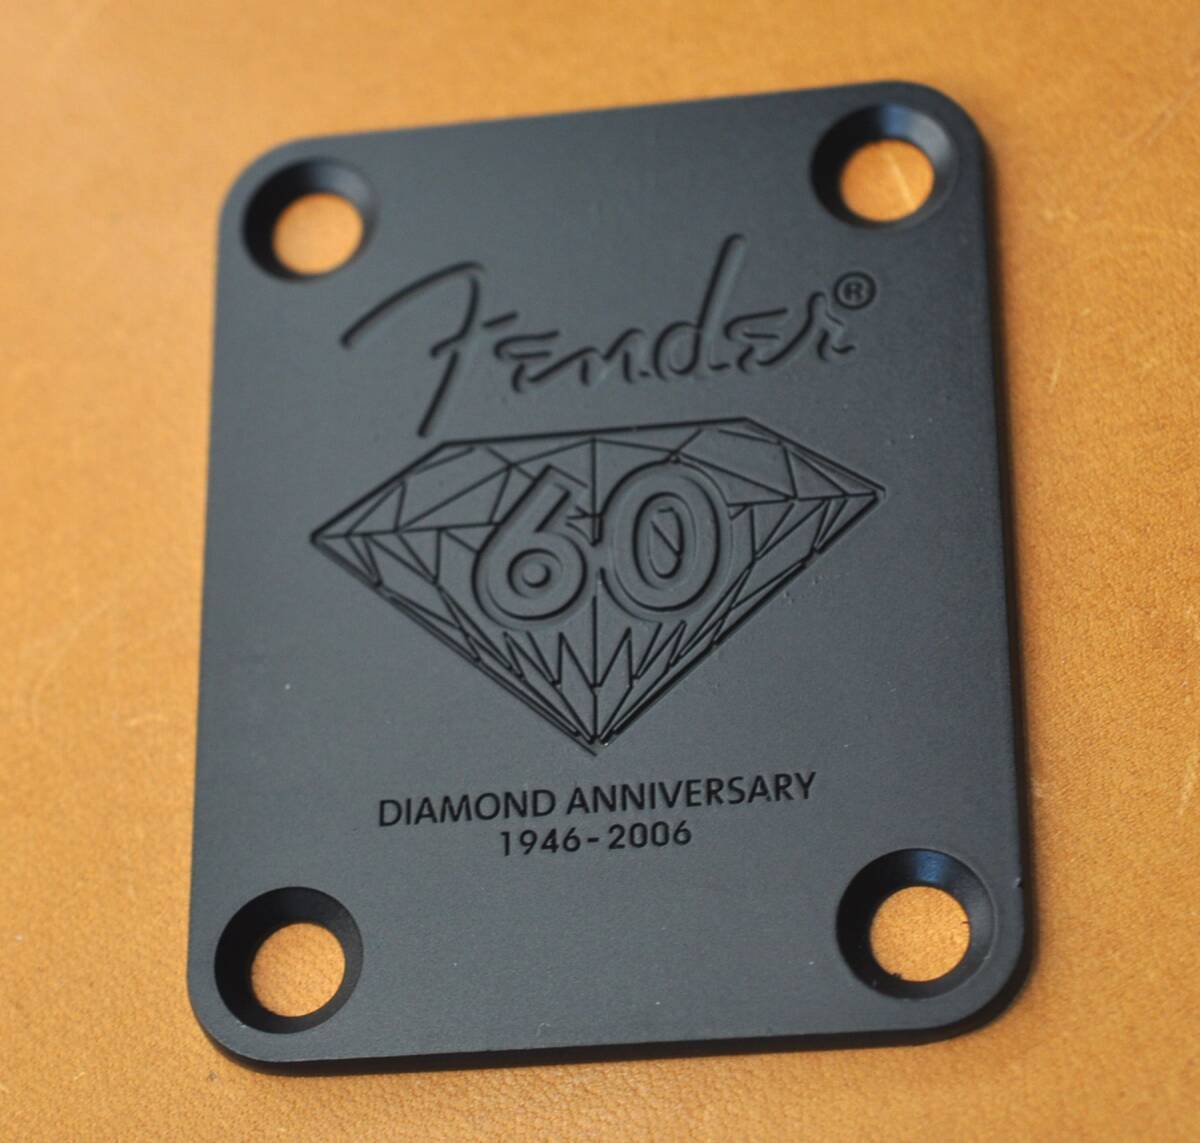 Fender®
60
DIAMOND ANNIVERSARY
1946-2006